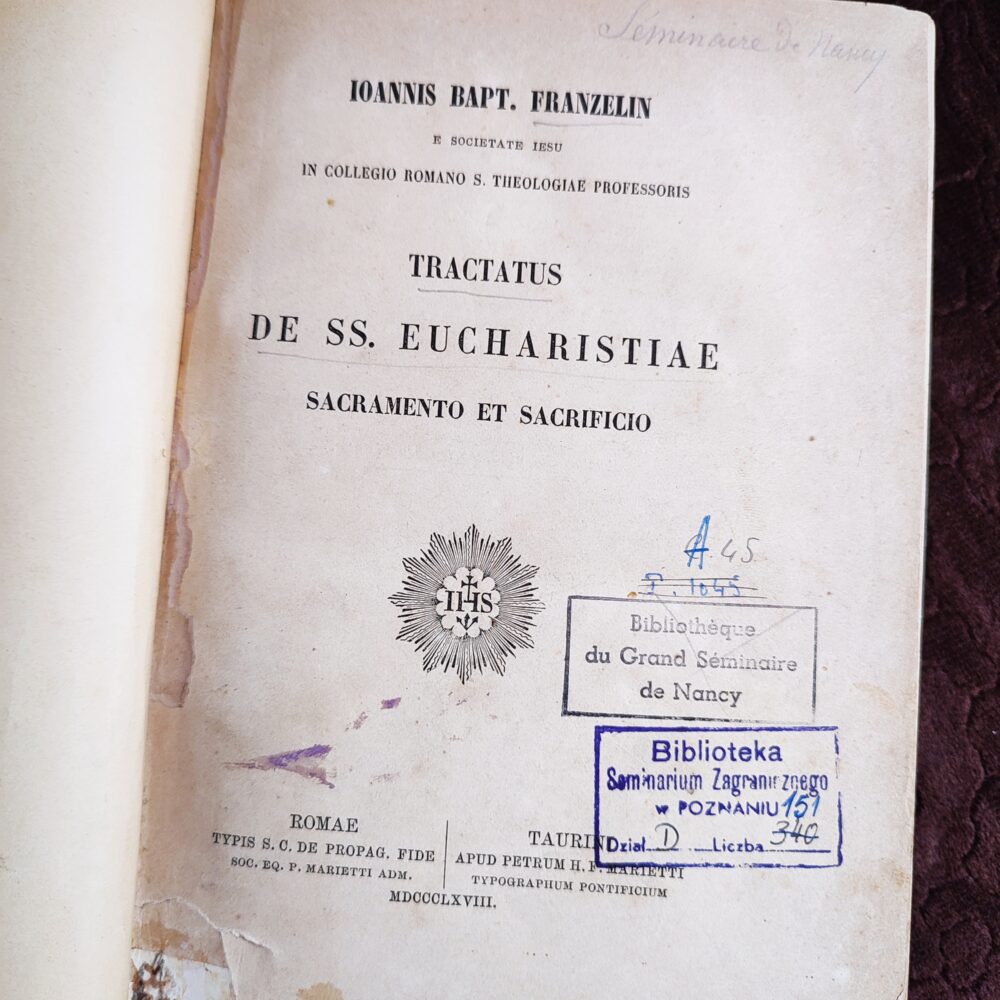 Séminaire de Nancy
IOANNIS BAPT. FRANZELIN
E SOCIETATE IESU
IN COLLEGIO ROMANO S. THEOLOGIAE PROFESSORIS
TRACTATUS
DE SS. EUCHARISTIAE
SACRAMENTO ET SACRIFICIO
IHS
A. 45
I. 1045
Bibliothèque
du Grand Séminaire
de Nancy
Biblioteka
Seminarium Zagranicznego
w POZNANIU 151
Dział D Liczba 340
ROMAE
TYPIS S. C. DE PROPAG. FIDE
SOC. EQ. P. MARIETTI ADM.
TAURINI
APUD PETRUM H. F. MARIETTI
TYPOGRAPHUM PONTIFICIUM
MDCCCLXVIII.